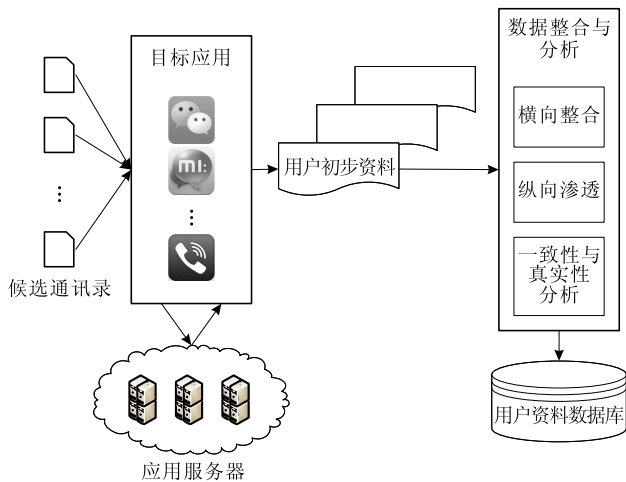 目标应用
mi:
⋮
⋮
候选通讯录
应用服务器
用户初步资料
数据整合与
分析
横向整合
纵向渗透
一致性与
真实性
分析
用户资料数据库